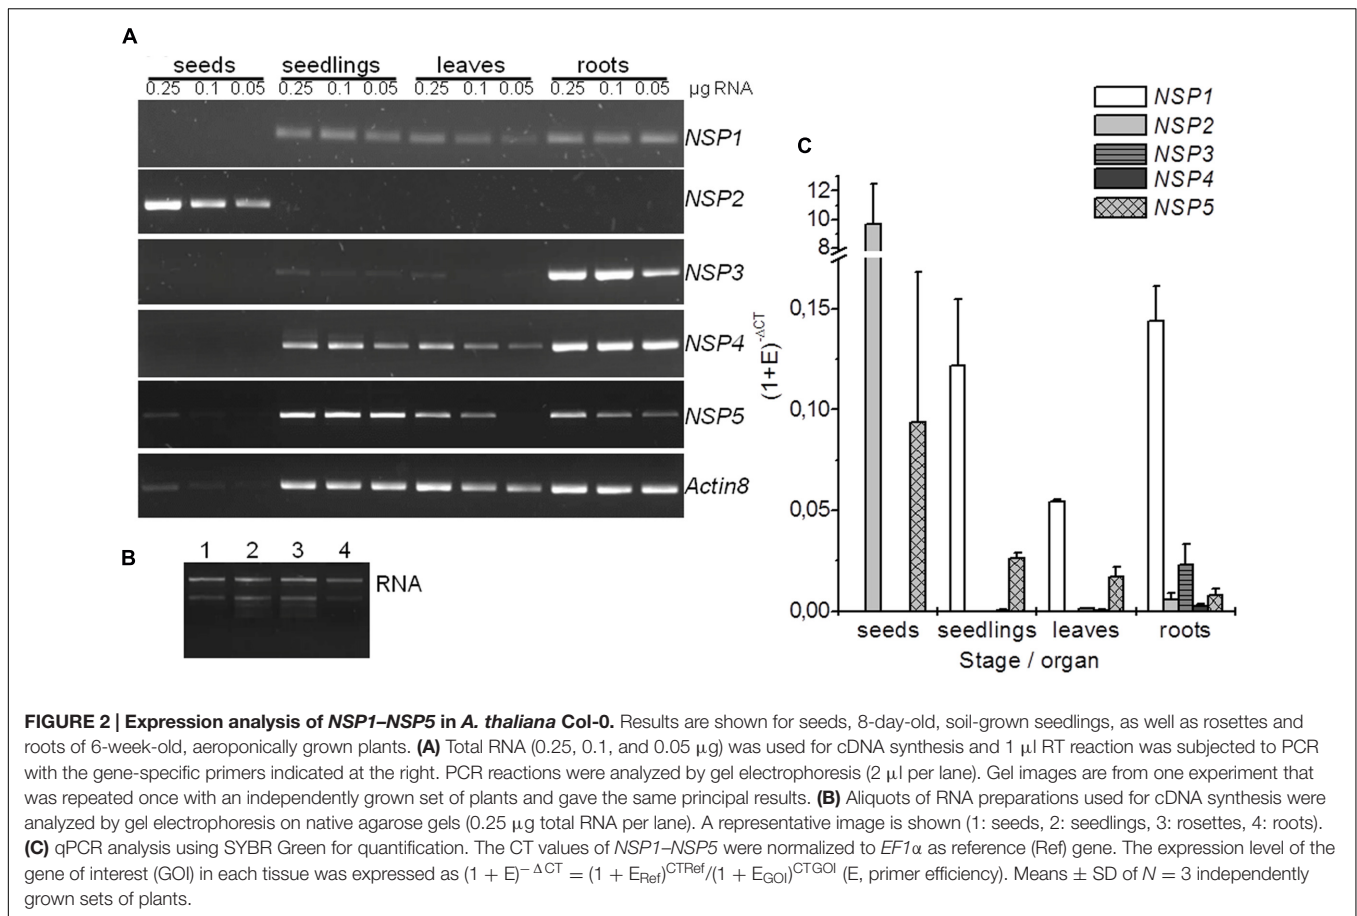 A
seeds seedlings leaves roots
0.25 0.1 0.05 0.25 0.1 0.05 0.25 0.1 0.05 0.25 0.1 0.05 µg RNA
NSP1
NSP2
NSP3
NSP4
NSP5
Actin8
B
1 2 3 4
RNA
C
NSP1
NSP2
NSP3
NSP4
NSP5
12
10
8
0,15
0,10
0,05
0,00
(1+E)^-ΔCT
seeds seedlings leaves roots
Stage / organ
FIGURE 2 | Expression analysis of NSP1–NSP5 in A. thaliana Col-0. Results are shown for seeds, 8-day-old, soil-grown seedlings, as well as rosettes and
roots of 6-week-old, aeroponically grown plants. (A) Total RNA (0.25, 0.1, and 0.05 µg) was used for cDNA synthesis and 1 µl RT reaction was subjected to PCR
with the gene-specific primers indicated at the right. PCR reactions were analyzed by gel electrophoresis (2 µl per lane). Gel images are from one experiment that
was repeated once with an independently grown set of plants and gave the same principal results. (B) Aliquots of RNA preparations used for cDNA synthesis were
analyzed by gel electrophoresis on native agarose gels (0.25 µg total RNA per lane). A representative image is shown (1: seeds, 2: seedlings, 3: rosettes, 4: roots).
(C) qPCR analysis using SYBR Green for quantification. The CT values of NSP1–NSP5 were normalized to EF1α as reference (Ref) gene. The expression level of the
gene of interest (GOI) in each tissue was expressed as (1 + E)^−ΔCT = (1 + E_Ref)^CTRef/(1 + E_GOI)^CTGOI (E, primer efficiency). Means ± SD of N = 3 independently
grown sets of plants.